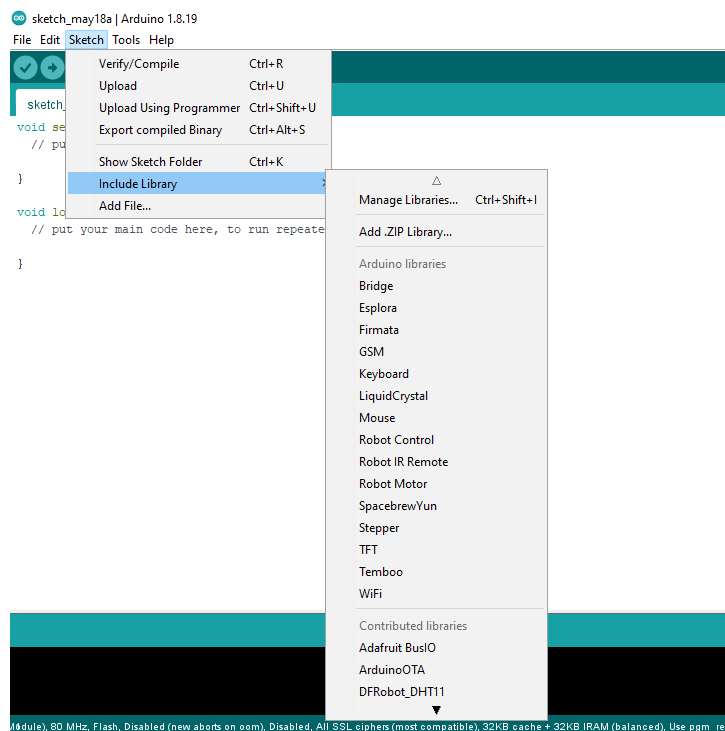 sketch_may18a | Arduino 1.8.19
File Edit Sketch Tools Help
Verify/Compile Ctrl+R
Upload Ctrl+U
Upload Using Programmer Ctrl+Shift+U
Export compiled Binary Ctrl+Alt+S
Show Sketch Folder Ctrl+K
Include Library
Add File...
sketch_
void se
// pu
}
void lo
// put your main code here, to run repeate
}
Manage Libraries... Ctrl+Shift+I
Add .ZIP Library...
Arduino libraries
Bridge
Esplora
Firmata
GSM
Keyboard
LiquidCrystal
Mouse
Robot Control
Robot IR Remote
Robot Motor
SpacebrewYun
Stepper
TFT
Temboo
WiFi
Contributed libraries
Adafruit BusIO
ArduinoOTA
DFRobot_DHT11
Module), 80 MHz, Flash, Disabled (new aborts on oom), Disabled, All SSL ciphers (most compatible), 32KB cache + 32KB IRAM (balanced), Use pgm_re